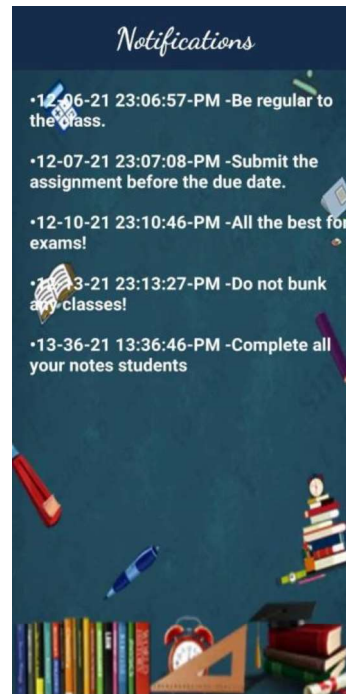 Notifications
•12-06-21 23:06:57-PM -Be regular to
the class.
•12-07-21 23:07:08-PM -Submit the
assignment before the due date.
•12-10-21 23:10:46-PM -All the best for
exams!
23:13:27-PM -Do not bunk
any classes!
•13-36-21 13:36:46-PM -Complete all
your notes students
LAW